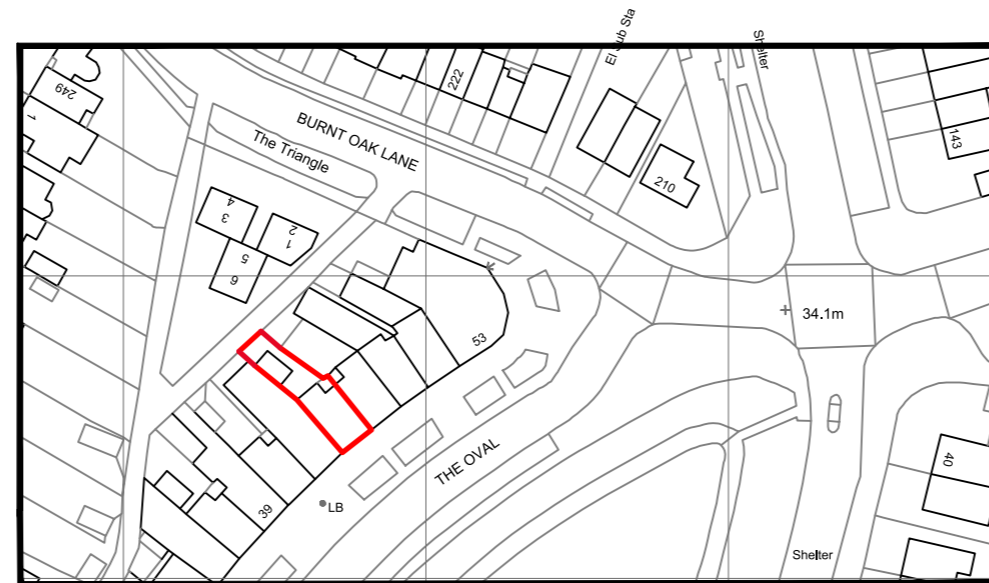 El Sub Sta
Shelter
249
1
222
BURNT OAK LANE
The Triangle
143
210
4
3
2
1
5
6
34.1m
53
THE OVAL
40
39
LB
Shelter